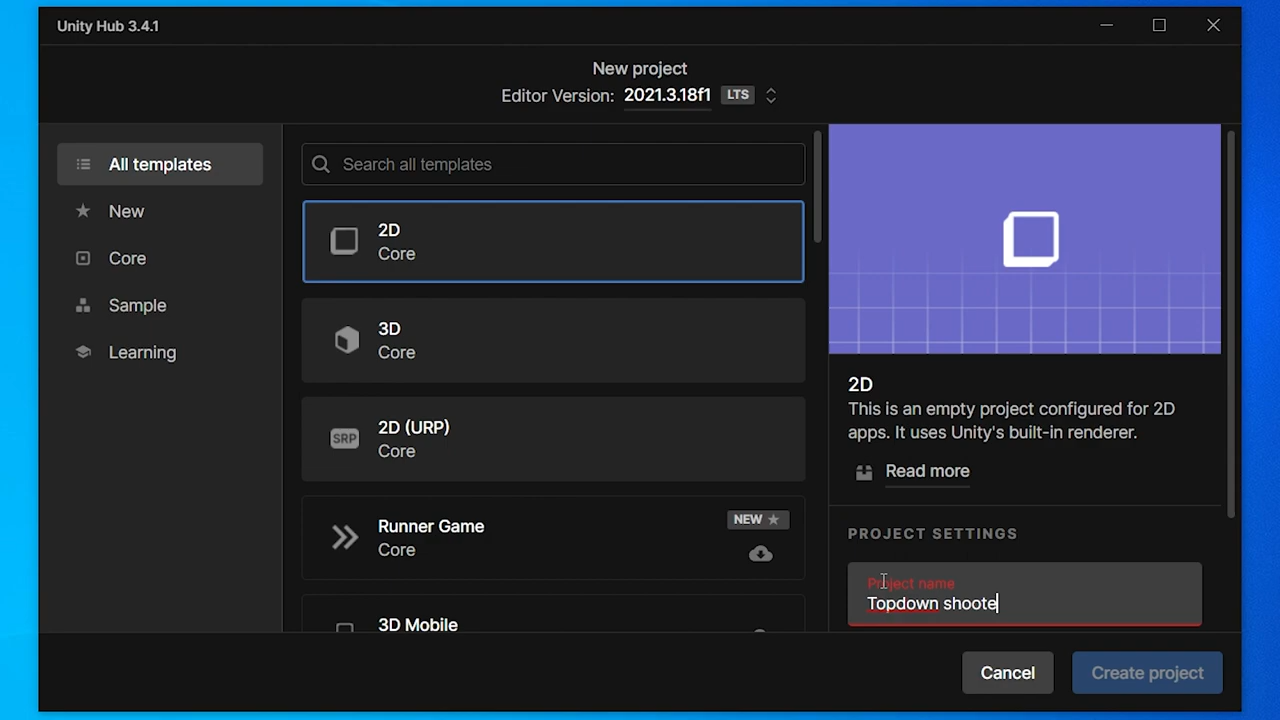 Unity Hub 3.4.1
New project
Editor Version: 2021.3.18f1 LTS
All templates
New
Core
Sample
Learning
Search all templates
2D
Core
3D
Core
SRP
2D (URP)
Core
Runner Game
Core
NEW
3D Mobile
2D
This is an empty project configured for 2D
apps. It uses Unity's built-in renderer.
Read more
PROJECT SETTINGS
Project name
Topdown shoote
Cancel
Create project